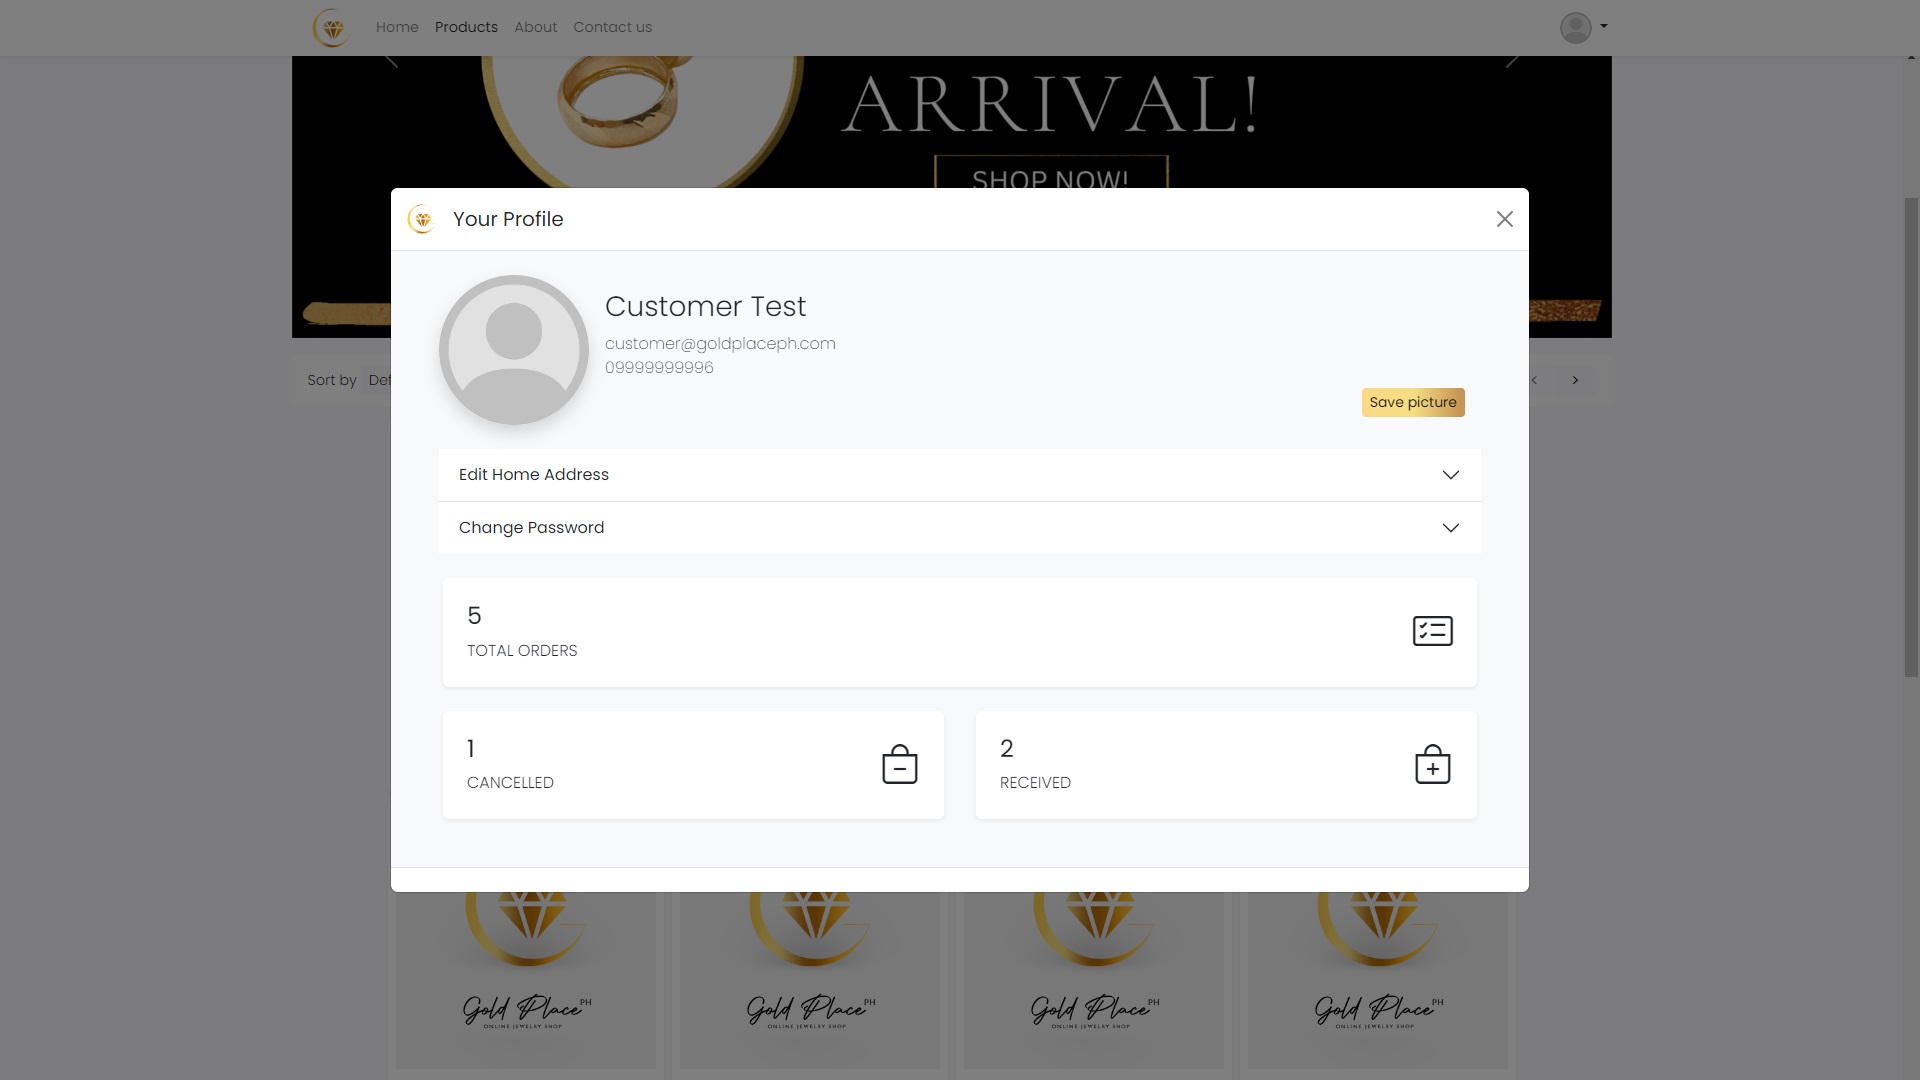 Home Products About Contact us
ARRIVAL!
SHOP NOW!
Your Profile
Customer Test
customer@goldplaceph.com
09999999996
Save picture
Sort by Def
Edit Home Address
Change Password
5
TOTAL ORDERS
1
CANCELLED
2
RECEIVED
Gold Place PH
ONLINE JEWELRY SHOP
Gold Place PH
ONLINE JEWELRY SHOP
Gold Place PH
ONLINE JEWELRY SHOP
Gold Place PH
ONLINE JEWELRY SHOP